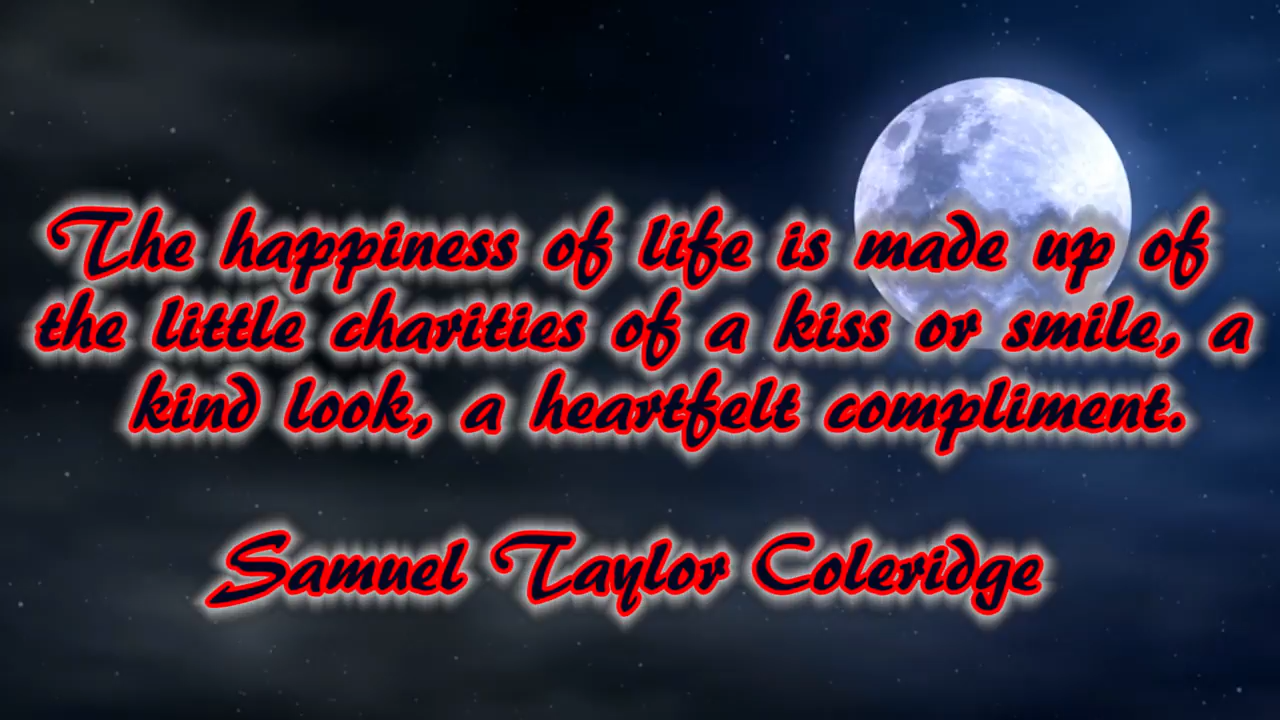 The happiness of life is made up of
the little charities of a kiss or smile, a
kind look, a heartfelt compliment.
Samuel Taylor Coleridge